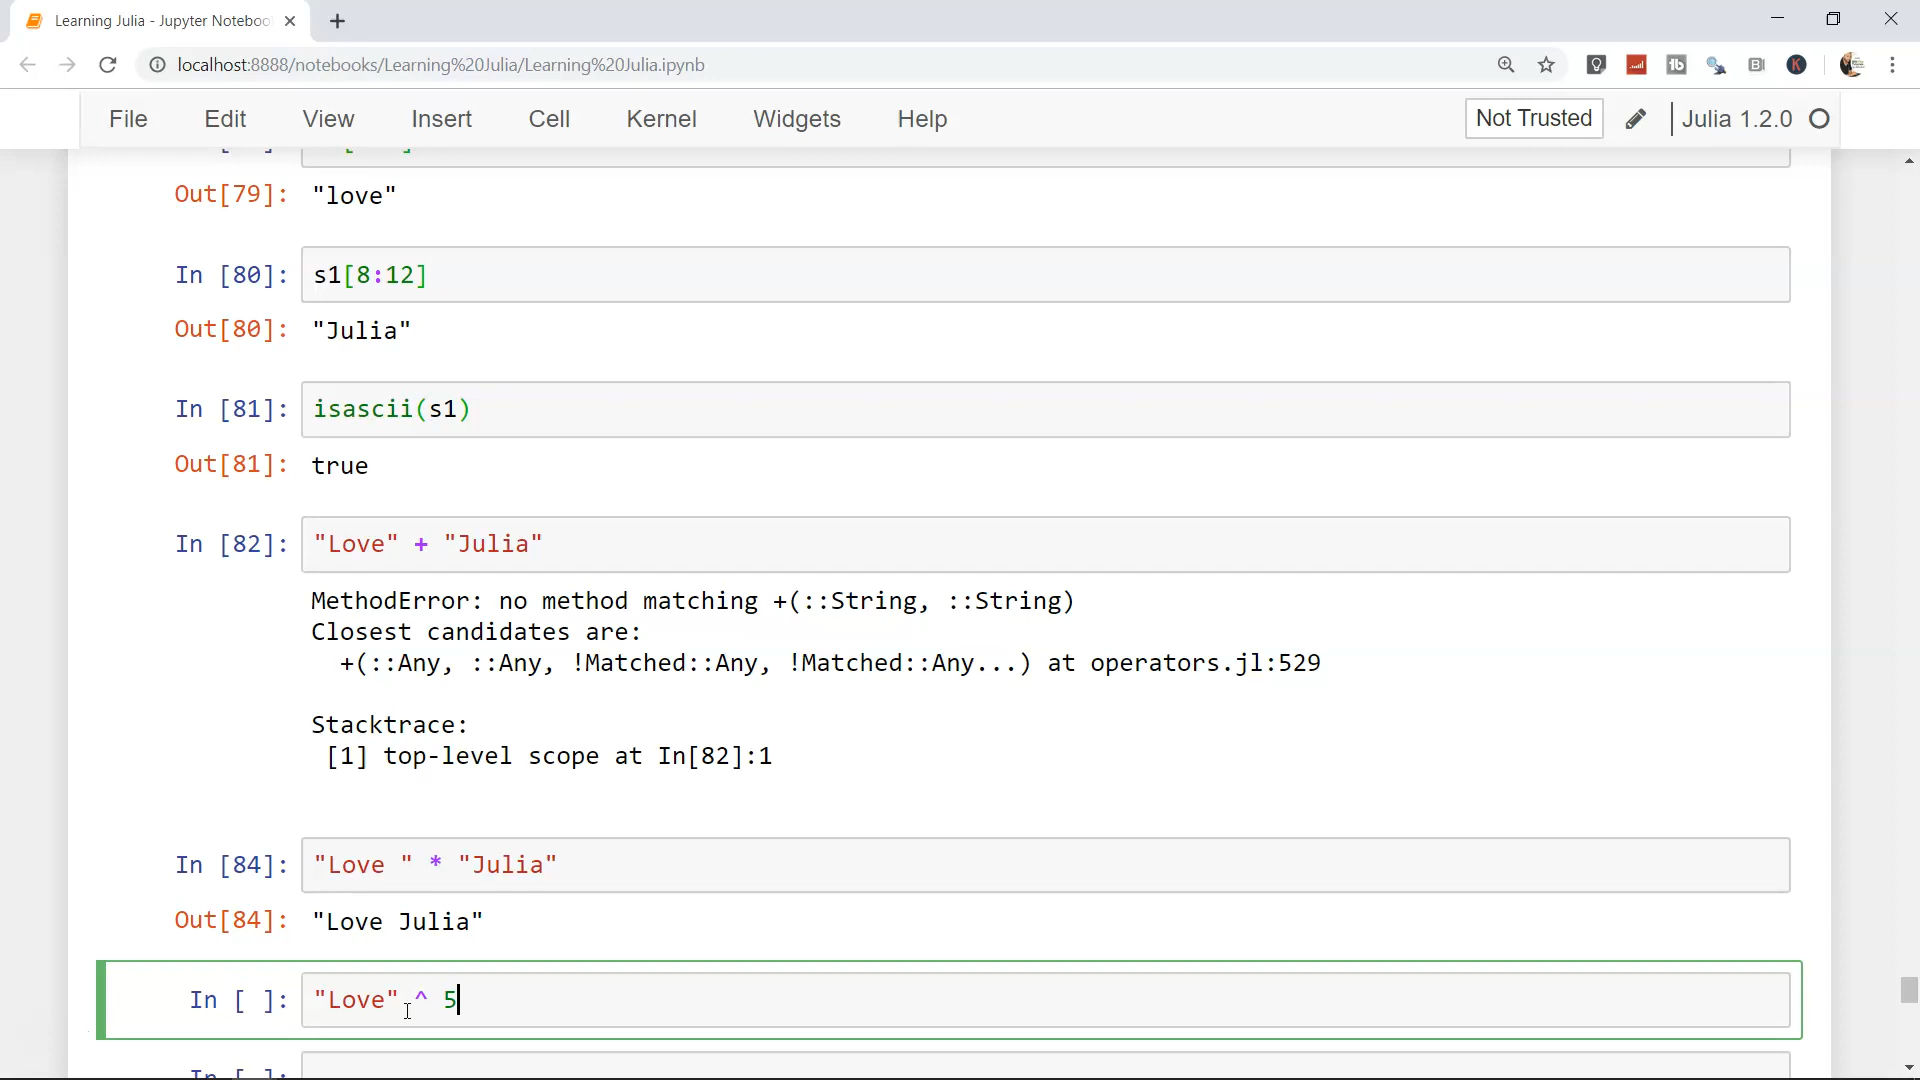 Learning Julia - Jupyter Noteboo
localhost:8888/notebooks/Learning%20Julia/Learning%20Julia.ipynb
File Edit View Insert Cell Kernel Widgets Help Not Trusted Julia 1.2.0
Out[79]: "love"
In [80]: s1[8:12]
Out[80]: "Julia"
In [81]: isascii(s1)
Out[81]: true
In [82]: "Love" + "Julia"
MethodError: no method matching +(::String, ::String)
Closest candidates are:
+(::Any, ::Any, !Matched::Any, !Matched::Any...) at operators.jl:529
Stacktrace:
[1] top-level scope at In[82]:1
In [84]: "Love " * "Julia"
Out[84]: "Love Julia"
In [ ]: "Love" ^ 5
In [ ]: